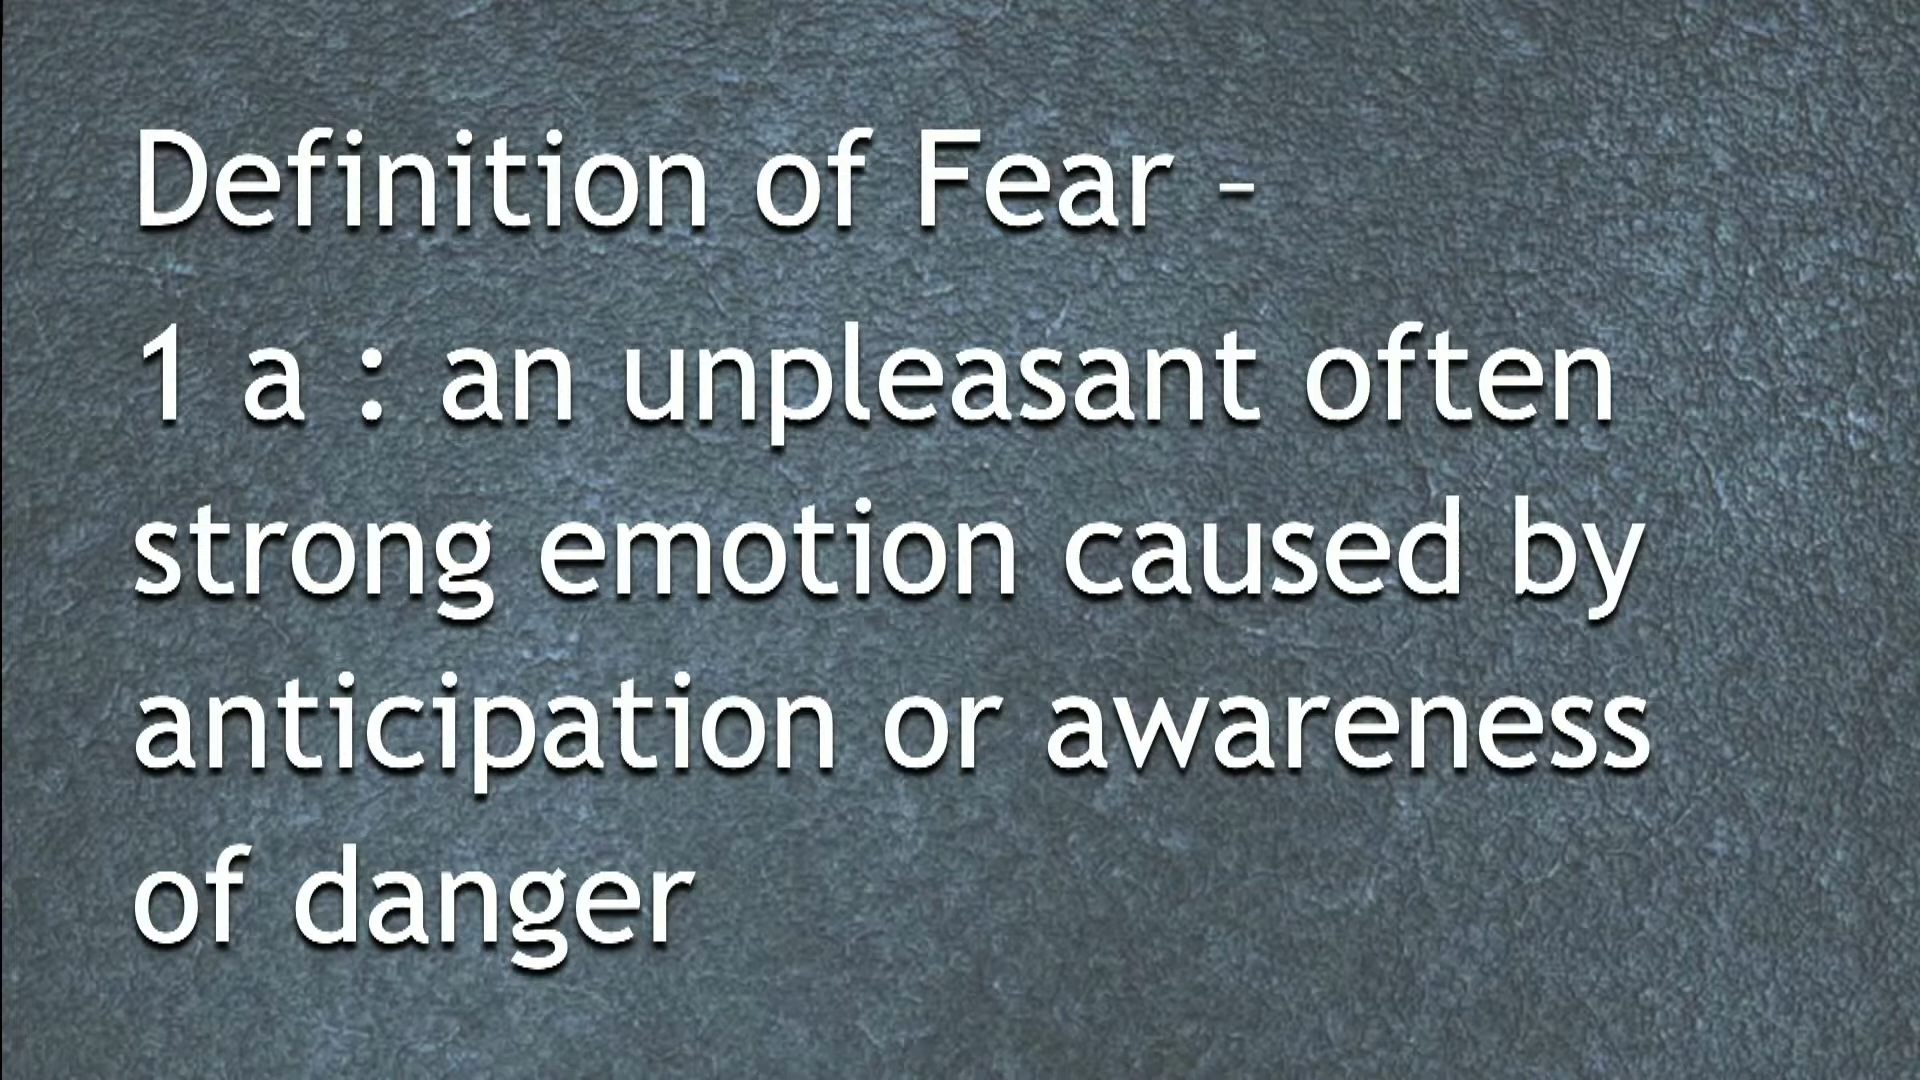 Definition of Fear -
1 a : an unpleasant often
strong emotion caused by
anticipation or awareness
of danger